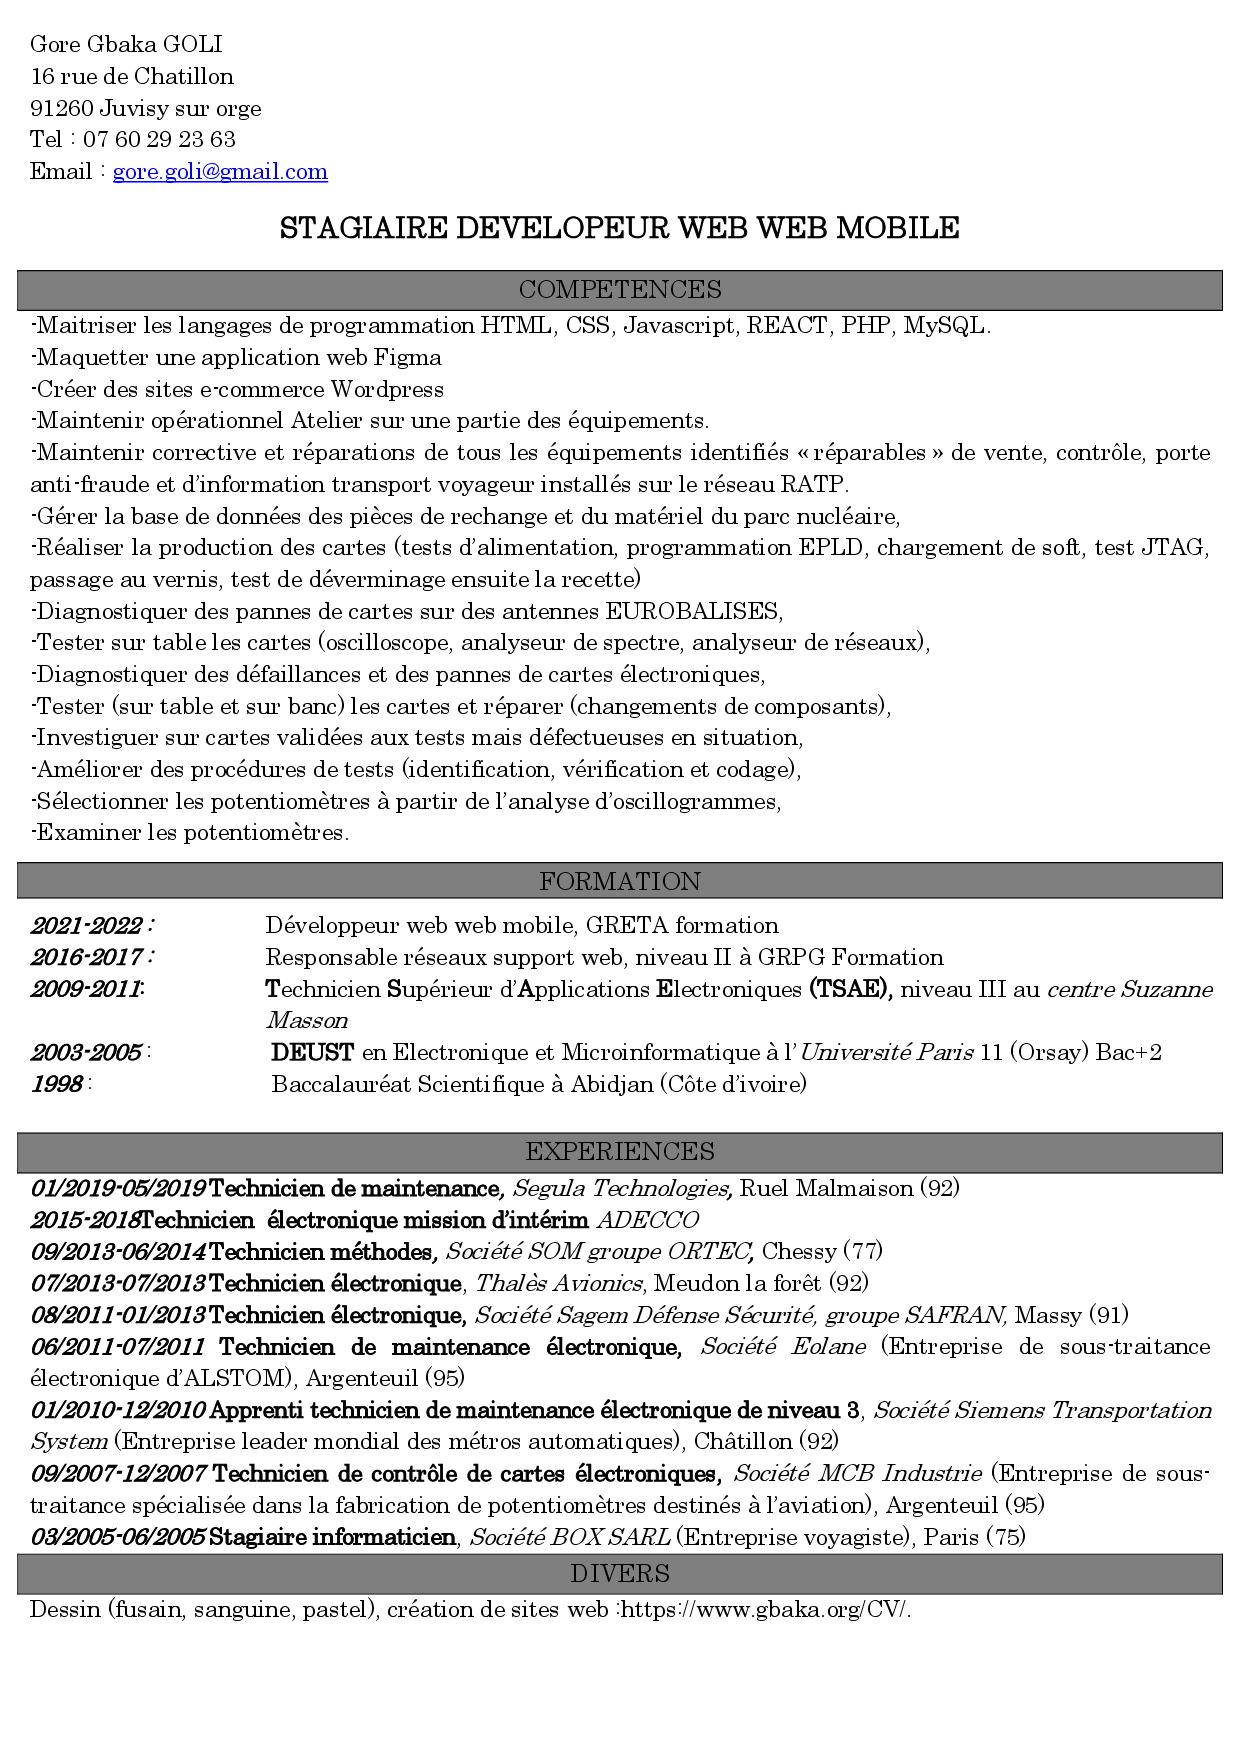 Gore Gbaka GOLI
16 rue de Chatillon
91260 Juvisy sur orge
Tel : 07 60 29 23 63
Email : gore.goli@gmail.com
STAGIAIRE DEVELOPEUR WEB WEB MOBILE
COMPETENCES
-Maitriser les langages de programmation HTML, CSS, Javascript, REACT, PHP, MySQL.
-Maquetter une application web Figma
-Créer des sites e-commerce Wordpress
-Maintenir opérationnel Atelier sur une partie des équipements.
-Maintenir corrective et réparations de tous les équipements identifiés « réparables » de vente, contrôle, porte
anti-fraude et d'information transport voyageur installés sur le réseau RATP.
-Gérer la base de données des pièces de rechange et du matériel du parc nucléaire,
-Réaliser la production des cartes (tests d'alimentation, programmation EPLD, chargement de soft, test JTAG,
passage au vernis, test de déverminage ensuite la recette)
-Diagnostiquer des pannes de cartes sur des antennes EUROBALISES,
-Tester sur table les cartes (oscilloscope, analyseur de spectre, analyseur de réseaux),
-Diagnostiquer des défaillances et des pannes de cartes électroniques,
-Tester (sur table et sur banc) les cartes et réparer (changements de composants),
-Investiguer sur cartes validées aux tests mais défectueuses en situation,
-Améliorer des procédures de tests (identification, vérification et codage),
-Sélectionner les potentiomètres à partir de l'analyse d'oscillogrammes,
-Examiner les potentiomètres.
FORMATION
2021-2022 : Développeur web web mobile, GRETA formation
2016-2017 : Responsable réseaux support web, niveau II à GRPG Formation
2009-2011: Technicien Supérieur d'Applications Electroniques (TSAE), niveau III au centre Suzanne
Masson
2003-2005 : DEUST en Electronique et Microinformatique à l'Université Paris 11 (Orsay) Bac+2
1998 : Baccalauréat Scientifique à Abidjan (Côte d'ivoire)
EXPERIENCES
01/2019-05/2019 Technicien de maintenance, Segula Technologies, Ruel Malmaison (92)
2015-2018Technicien électronique mission d'intérim ADECCO
09/2013-06/2014 Technicien méthodes, Société SOM groupe ORTEC, Chessy (77)
07/2013-07/2013 Technicien électronique, Thalès Avionics, Meudon la forêt (92)
08/2011-01/2013 Technicien électronique, Société Sagem Défense Sécurité, groupe SAFRAN, Massy (91)
06/2011-07/2011 Technicien de maintenance électronique, Société Eolane (Entreprise de sous-traitance
électronique d'ALSTOM), Argenteuil (95)
01/2010-12/2010 Apprenti technicien de maintenance électronique de niveau 3, Société Siemens Transportation
System (Entreprise leader mondial des métros automatiques), Châtillon (92)
09/2007-12/2007 Technicien de contrôle de cartes électroniques, Société MCB Industrie (Entreprise de sous-
traitance spécialisée dans la fabrication de potentiomètres destinés à l'aviation), Argenteuil (95)
03/2005-06/2005 Stagiaire informaticien, Société BOX SARL (Entreprise voyagiste), Paris (75)
DIVERS
Dessin (fusain, sanguine, pastel), création de sites web :https://www.gbaka.org/CV/.